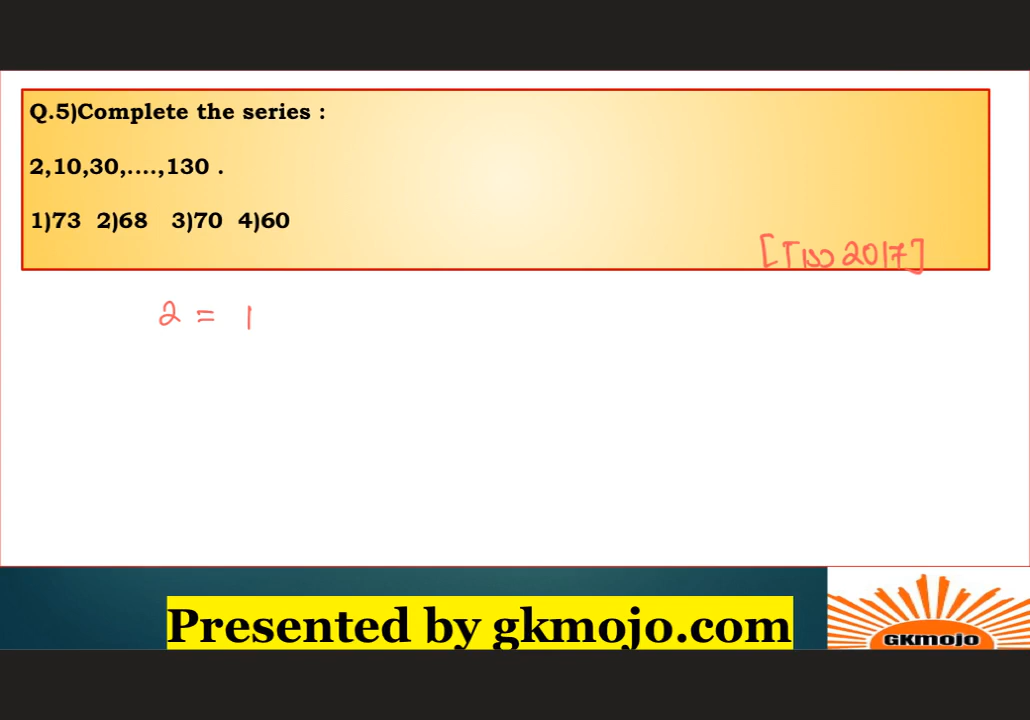 Q.5)Complete the series :
2,10,30,....,130 .
1)73 2)68 3)70 4)60
2017]
2 = 1
Presented by gkmojo.com
GKmojo